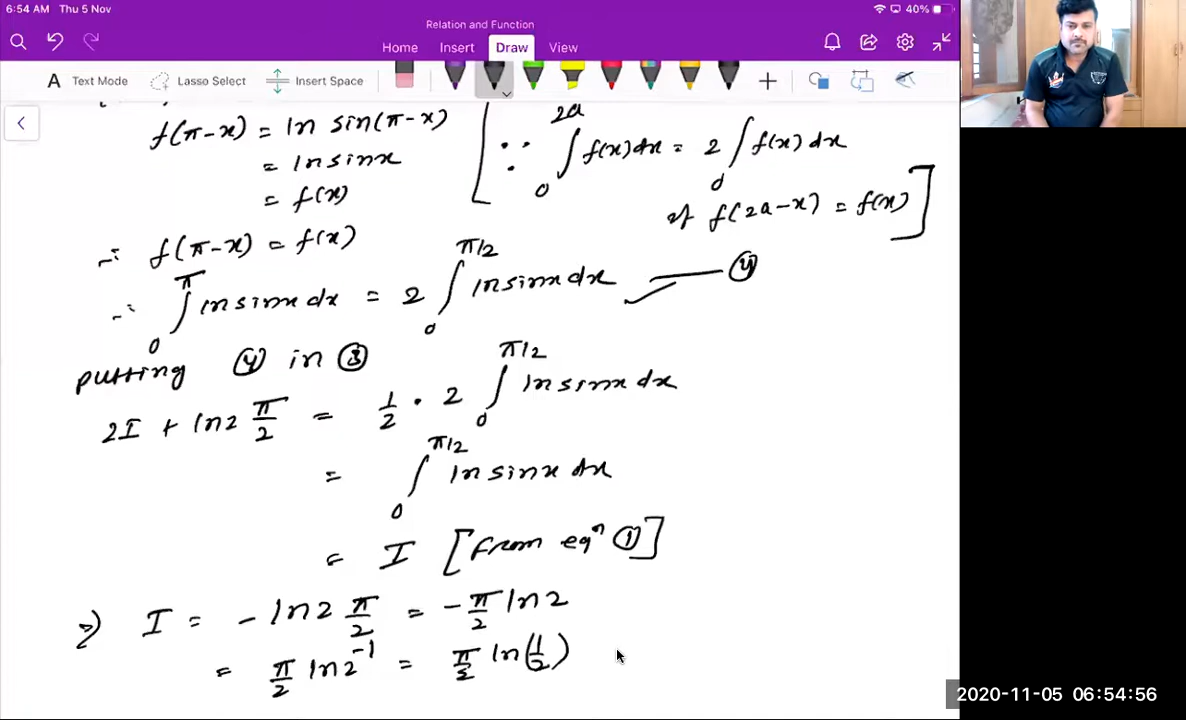 6:54 AM Thu 5 Nov
40%
Relation and Function
Home Insert Draw View
A Text Mode Lasso Select Insert Space
f(π-x) = ln sin(π-x)
= ln sinx
= f(x)
[∵ ∫₀^2a f(x)dx = 2 ∫₀ f(x)dx
if f(2a-x) = f(x)]
∴ f(π-x) = f(x)
∴ ∫₀^π ln sinx dx = 2 ∫₀^π/2 ln sinx dx —— ④
putting ④ in ③
2I + ln2 π/2 = 1/2 · 2 ∫₀^π/2 ln sinx dx
= ∫₀^π/2 ln sinx dx
= I [from eqⁿ ①]
⇒ I = - ln2 π/2 = -π/2 ln2
= π/2 ln2⁻¹ = π/2 ln(1/2)
2020-11-05 06:54:56